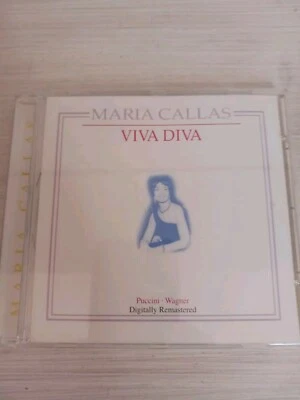 MARIA CALLAS
VIVA DIVA
Puccini · Wagner
Digitally Remastered
MARIA CALLAS